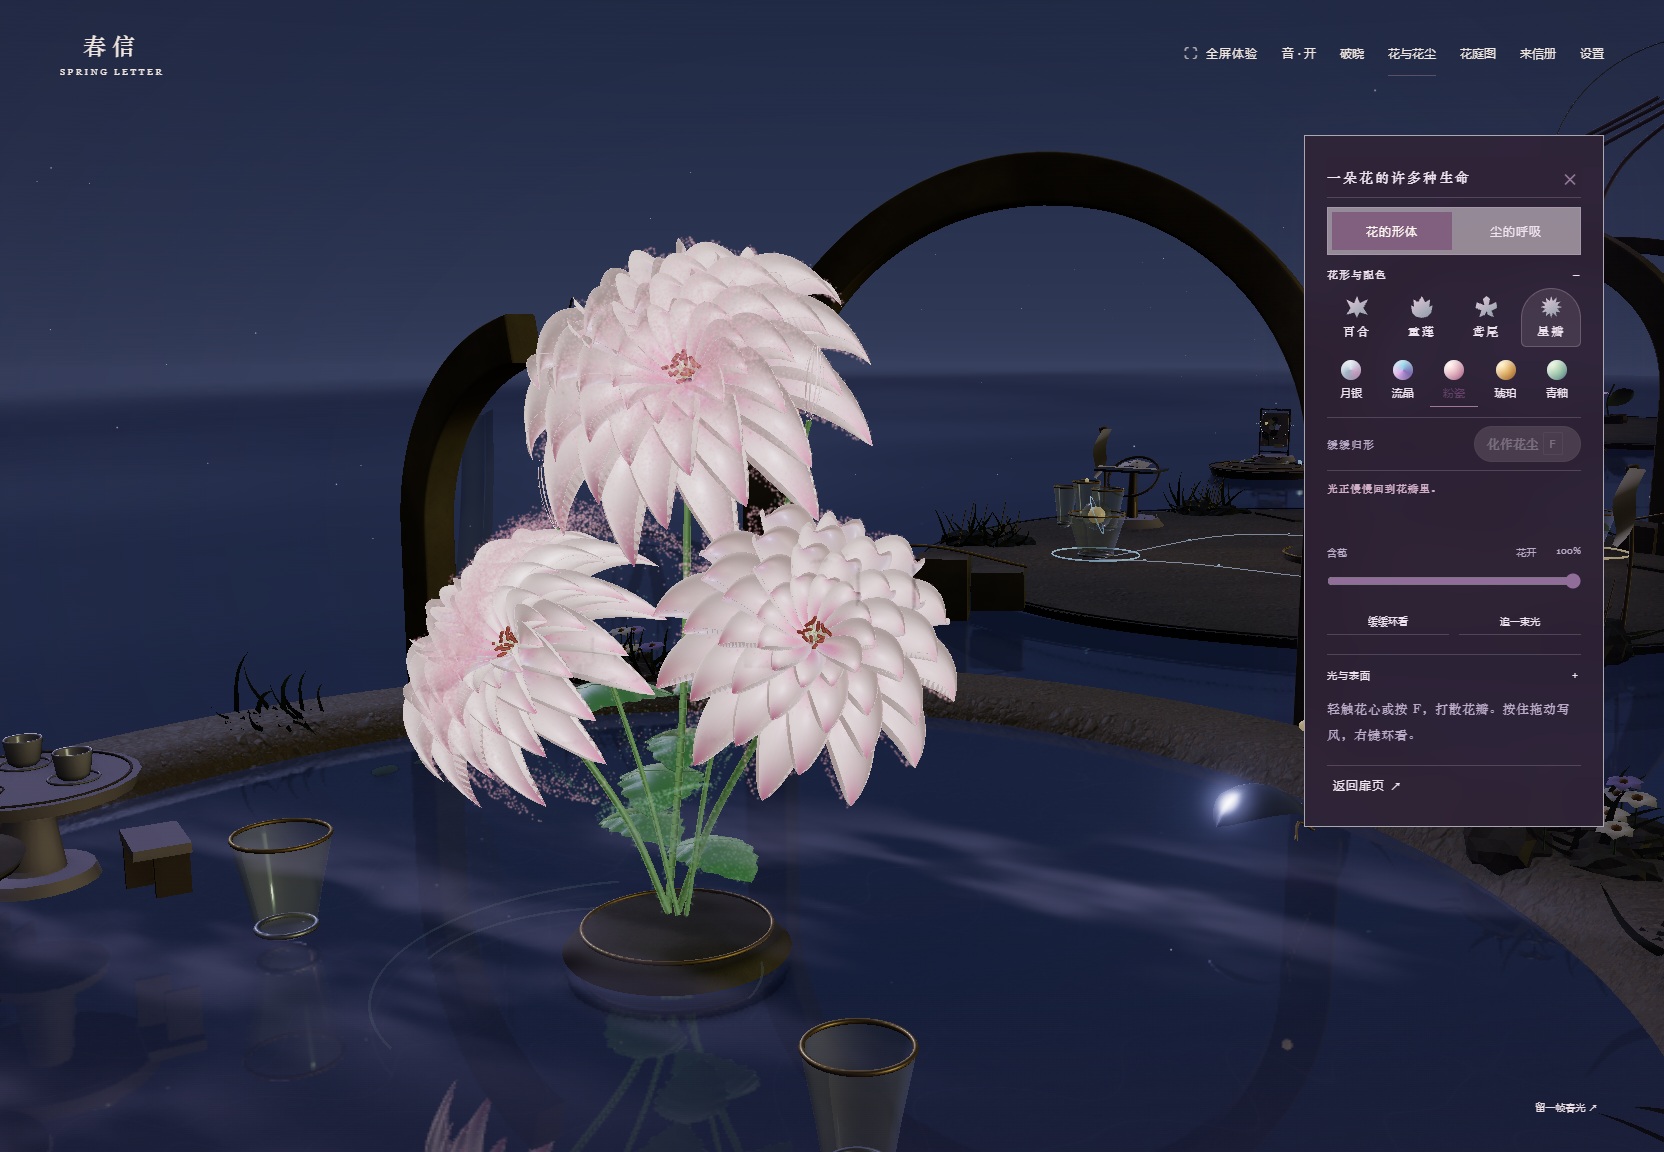 春信
SPRING LETTER
全屏体验 音·开 破晓 花与花尘 花庭图 来信册 设置
一朵花的许多种生命
花的形体 尘的呼吸
花形与配色
百合 重莲 鸢尾 星瓣
月银 流晶 粉瓷 琥珀 青釉
缓缓归形 化作花尘 F
光正慢慢回到花瓣里。
含苞 花开 100%
缓缓环看 追一束光
光与表面 +
轻触花心或按 F，打散花瓣。按住拖动写
风，右键环看。
返回扉页 ↗
留一帧春光 ↗